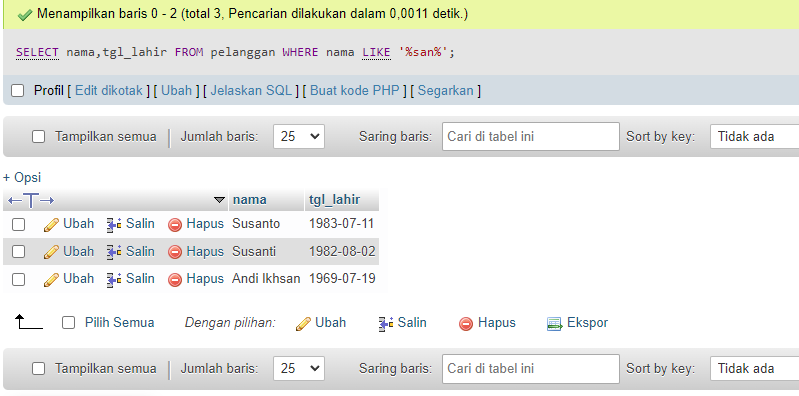 Menampilkan baris 0 - 2 (total 3, Pencarian dilakukan dalam 0,0011 detik.)
SELECT nama,tgl_lahir FROM pelanggan WHERE nama LIKE '%san%';
Profil [ Edit dikotak ] [ Ubah ] [ Jelaskan SQL ] [ Buat kode PHP ] [ Segarkan ]
Tampilkan semua Jumlah baris: 25 Saring baris: Cari di tabel ini Sort by key: Tidak ada
+ Opsi
nama tgl_lahir
Ubah Salin Hapus Susanto 1983-07-11
Ubah Salin Hapus Susanti 1982-08-02
Ubah Salin Hapus Andi Ikhsan 1969-07-19
Pilih Semua Dengan pilihan: Ubah Salin Hapus Ekspor
Tampilkan semua Jumlah baris: 25 Saring baris: Cari di tabel ini Sort by key: Tidak ada